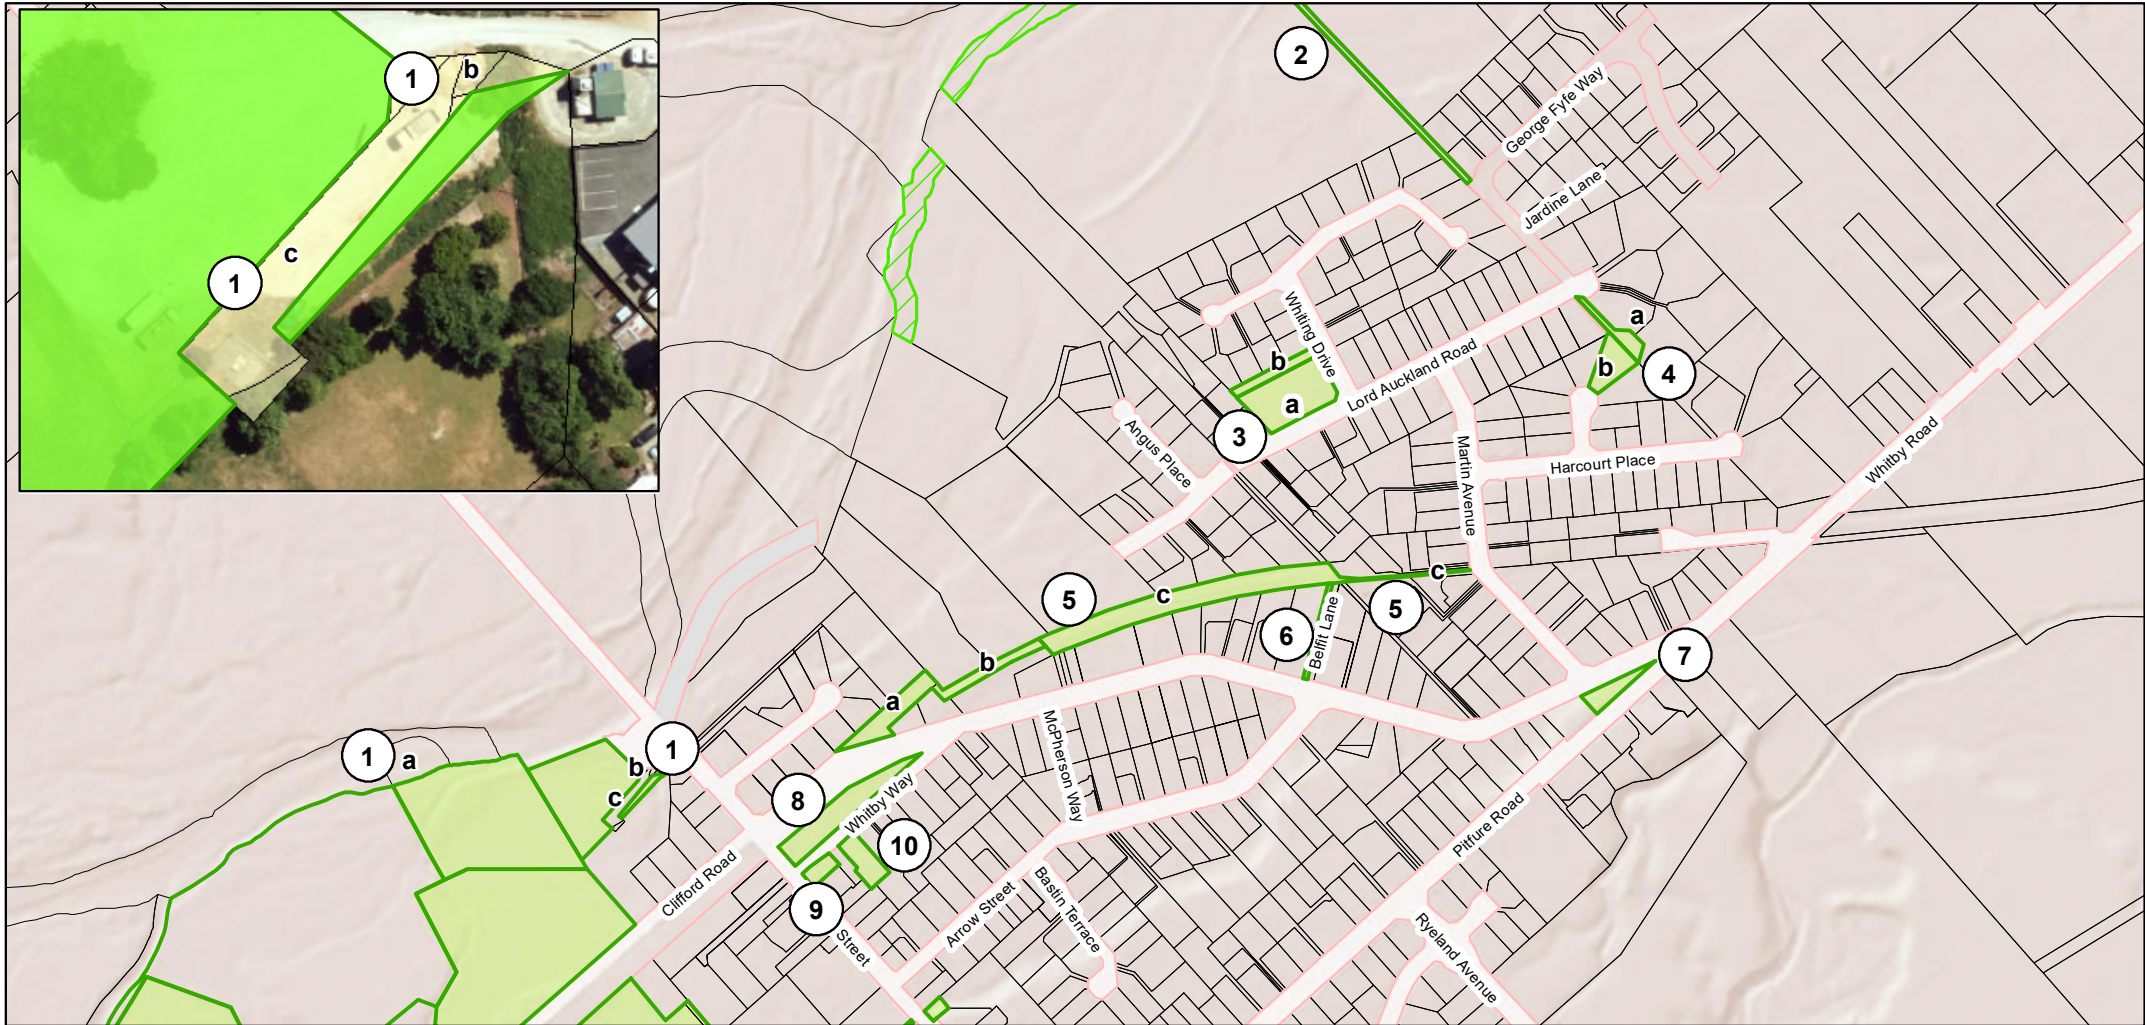 1
b
c
1
2
George Fyfe Way
Jardine Lane
Whiting Drive
b
a
3
Lord Auckland Road
a
b
4
Angus Place
Martin Avenue
Harcourt Place
Whitby Road
5
c
c
5
6
Belfit Lane
7
b
a
1
a
1
b
c
8
Whitby Way
McPherson Way
10
9
Clifford Road
Street
Arrow Street
Bastin Terrace
Pitfure Road
Ryeland Avenue